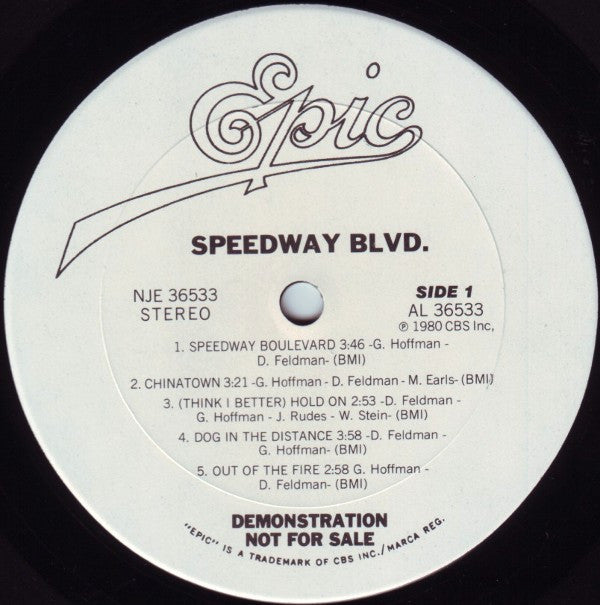 Epic
SPEEDWAY BLVD.
NJE 36533
STEREO
SIDE 1
AL 36533
℗ 1980 CBS Inc,
1. SPEEDWAY BOULEVARD 3:46 -G. Hoffman -
D. Feldman- (BMI)
2. CHINATOWN 3:21 -G. Hoffman - D. Feldman - M. Earls- (BMI)
3. (THINK I BETTER) HOLD ON 2:53 -D. Feldman -
G. Hoffman - J. Rudes - W. Stein- (BMI)
4. DOG IN THE DISTANCE 3:58 -D. Feldman -
G. Hoffman- (BMI)
5. OUT OF THE FIRE 2:58 G. Hoffman -
D. Feldman- (BMI)
DEMONSTRATION
NOT FOR SALE
"EPIC" IS A TRADEMARK OF CBS INC./MARCA REG.